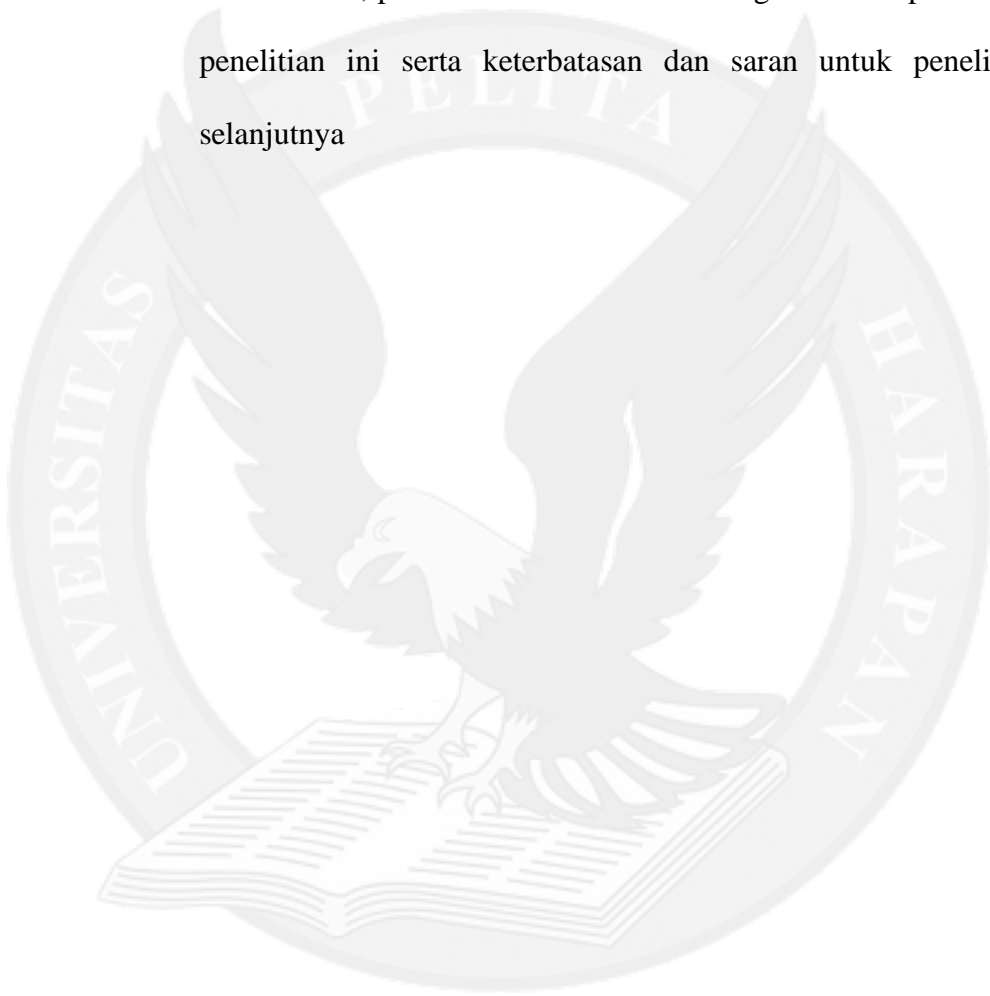 penelitian ini serta keterbatasan dan saran untuk peneli
selanjutnya
UNIVERSITAS PELITA HARAPAN